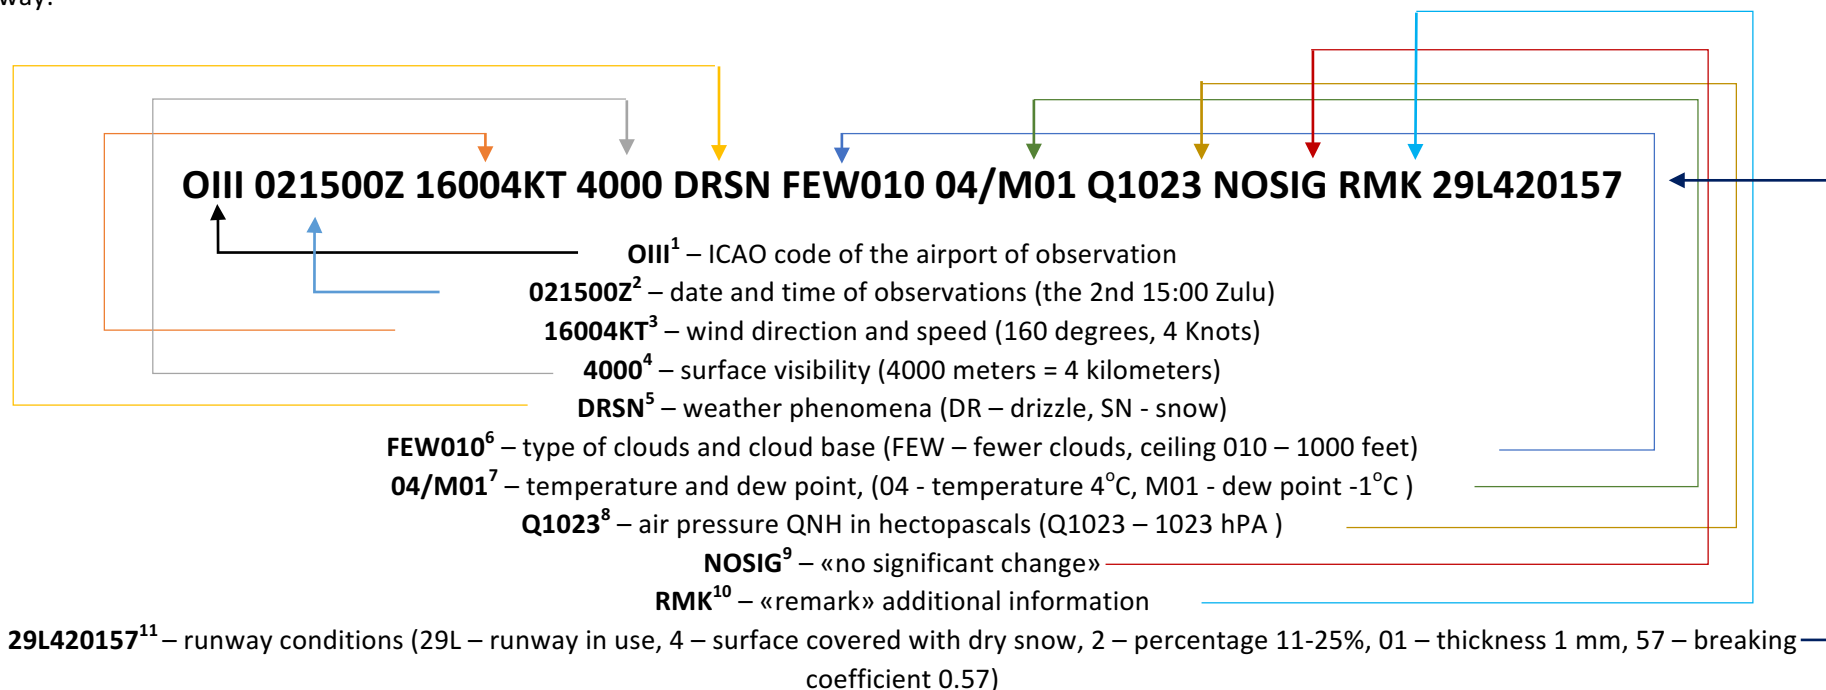 way.
OIII 021500Z 16004KT 4000 DRSN FEW010 04/M01 Q1023 NOSIG RMK 29L420157
OIII¹ – ICAO code of the airport of observation
021500Z² – date and time of observations (the 2nd 15:00 Zulu)
16004KT³ – wind direction and speed (160 degrees, 4 Knots)
4000⁴ – surface visibility (4000 meters = 4 kilometers)
DRSN⁵ – weather phenomena (DR – drizzle, SN - snow)
FEW010⁶ – type of clouds and cloud base (FEW – fewer clouds, ceiling 010 – 1000 feet)
04/M01⁷ – temperature and dew point, (04 - temperature 4°C, M01 - dew point -1°C )
Q1023⁸ – air pressure QNH in hectopascals (Q1023 – 1023 hPA )
NOSIG⁹ – «no significant change»
RMK¹⁰ – «remark» additional information
29L420157¹¹ – runway conditions (29L – runway in use, 4 – surface covered with dry snow, 2 – percentage 11-25%, 01 – thickness 1 mm, 57 – breaking
coefficient 0.57)